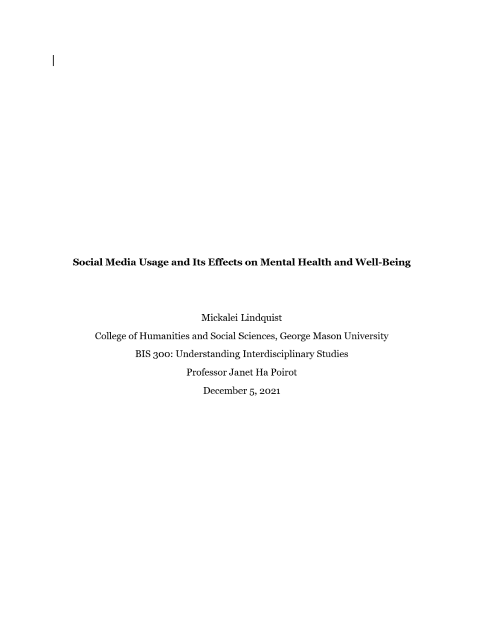 Social Media Usage and Its Effects on Mental Health and Well-Being
Mickalei Lindquist
College of Humanities and Social Sciences, George Mason University
BIS 300: Understanding Interdisciplinary Studies
Professor Janet Ha Poirot
December 5, 2021